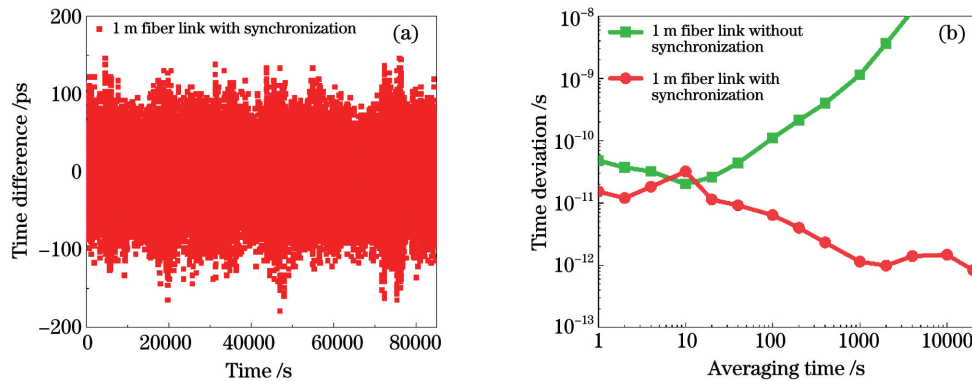 200
100
0
−100
−200
Time difference /ps
1 m fiber link with synchronization
(a)
0
20000
40000
60000
80000
Time /s
10⁻⁸
10⁻⁹
10⁻¹⁰
10⁻¹¹
10⁻¹²
10⁻¹³
Time deviation /s
1 m fiber link without
synchronization
1 m fiber link with
synchronization
(b)
1
10
100
1000
10000
Averaging time /s